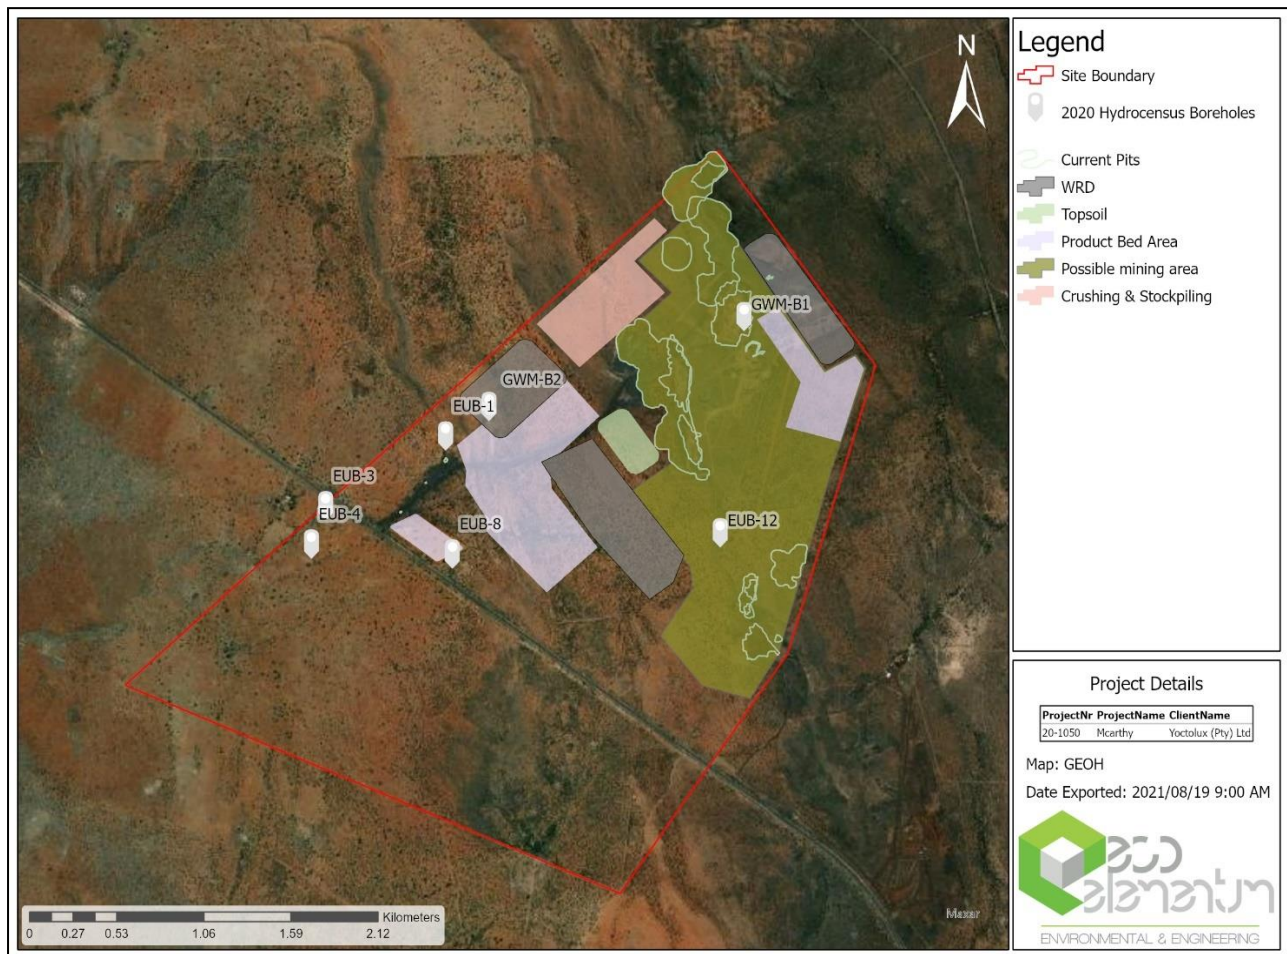 N
GWM-B1
GWM-B2
EUB-1
EUB-3
EUB-4
EUB-8
EUB-12
Kilometers
0 0.27 0.53 1.06 1.59 2.12
Maxar
Legend
Site Boundary
2020 Hydrocensus Boreholes
Current Pits
WRD
Topsoil
Product Bed Area
Possible mining area
Crushing & Stockpiling
Project Details
ProjectNr ProjectName ClientName
20-1050 Mcarthy Yoctolux (Pty) Ltd
Map: GEOH
Date Exported: 2021/08/19 9:00 AM
eco
elementum
ENVIRONMENTAL & ENGINEERING